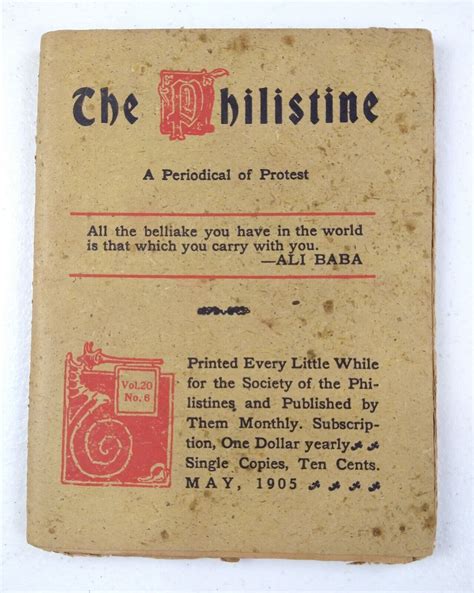 The Philistine
A Periodical of Protest
All the belliake you have in the world
is that which you carry with you.
—ALI BABA
Vol.20
No. 6
Printed Every Little While
for the Society of the Phi-
listines and Published by
Them Monthly. Subscrip-
tion, One Dollar yearly
Single Copies, Ten Cents.
MAY, 1905